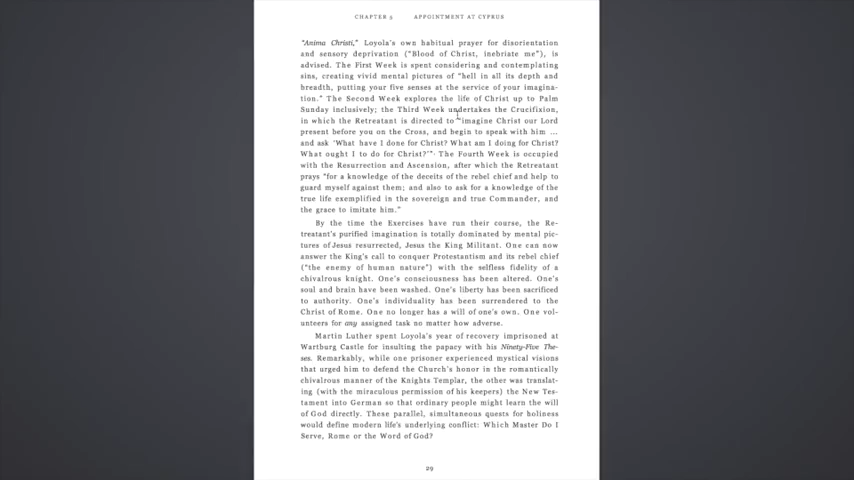 CHAPTER 5 APPOINTMENT AT CYPRUS
"Anima Christi," Loyola's own habitual prayer for disorientation
and sensory deprivation ("Blood of Christ, inebriate me"), is
advised. The First Week is spent considering and contemplating
sins, creating vivid mental pictures of "hell in all its depth and
breadth, putting your five senses at the service of your imagina-
tion." The Second Week explores the life of Christ up to Palm
Sunday inclusively; the Third Week undertakes the Crucifixion,
in which the Retreatant is directed to "imagine Christ our Lord
present before you on the Cross, and begin to speak with him ...
and ask 'What have I done for Christ? What am I doing for Christ?
What ought I to do for Christ?'" The Fourth Week is occupied
with the Resurrection and Ascension, after which the Retreatant
prays "for a knowledge of the deceits of the rebel chief and help to
guard myself against them; and also to ask for a knowledge of the
true life exemplified in the sovereign and true Commander, and
the grace to imitate him."
By the time the Exercises have run their course, the Re-
treatant's purified imagination is totally dominated by mental pic-
tures of Jesus resurrected, Jesus the King Militant. One can now
answer the King's call to conquer Protestantism and its rebel chief
("the enemy of human nature") with the selfless fidelity of a
chivalrous knight. One's consciousness has been altered. One's
soul and brain have been washed. One's liberty has been sacrificed
to authority. One's individuality has been surrendered to the
Christ of Rome. One no longer has a will of one's own. One vol-
unteers for any assigned task no matter how adverse.
Martin Luther spent Loyola's year of recovery imprisoned at
Wartburg Castle for insulting the papacy with his Ninety-Five The-
ses. Remarkably, while one prisoner experienced mystical visions
that urged him to defend the Church's honor in the romantically
chivalrous manner of the Knights Templar, the other was translat-
ing (with the miraculous permission of his keepers) the New Tes-
tament into German so that ordinary people might learn the will
of God directly. These parallel, simultaneous quests for holiness
would define modern life's underlying conflict: Which Master Do I
Serve, Rome or the Word of God?
29